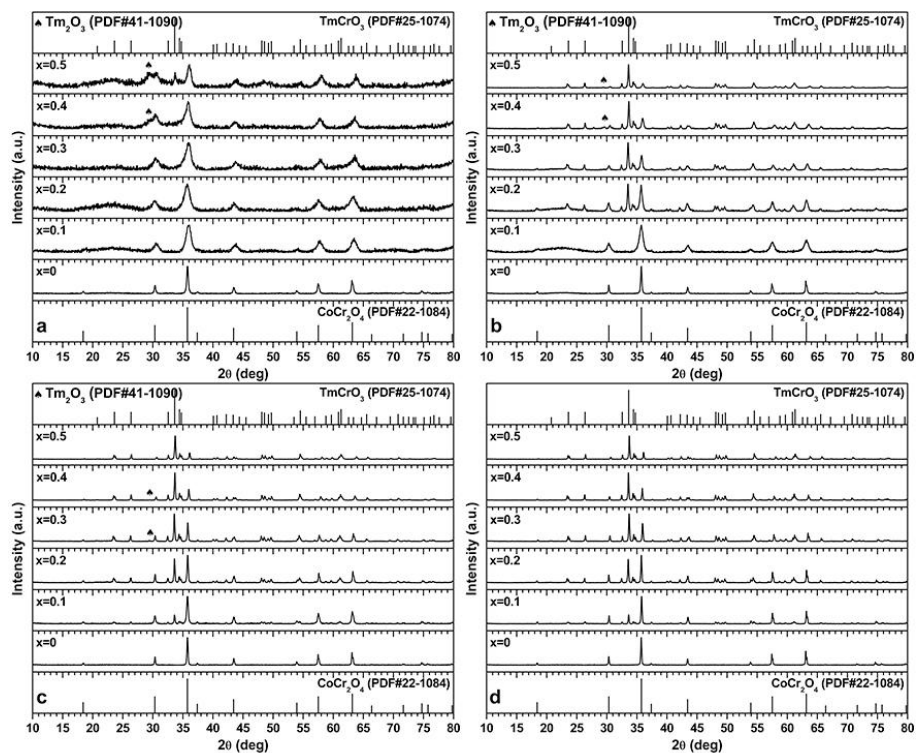 ♠ Tm₂O₃ (PDF#41-1090) TmCrO₃ (PDF#25-1074)
x=0.5
x=0.4
x=0.3
x=0.2
x=0.1
x=0
a CoCr₂O₄ (PDF#22-1084)
Intensity (a.u.)
10 15 20 25 30 35 40 45 50 55 60 65 70 75 80
2θ (deg)
♠ Tm₂O₃ (PDF#41-1090) TmCrO₃ (PDF#25-1074)
x=0.5
x=0.4
x=0.3
x=0.2
x=0.1
x=0
b CoCr₂O₄ (PDF#22-1084)
Intensity (a.u.)
10 15 20 25 30 35 40 45 50 55 60 65 70 75 80
2θ (deg)
♠ Tm₂O₃ (PDF#41-1090) TmCrO₃ (PDF#25-1074)
x=0.5
x=0.4
x=0.3
x=0.2
x=0.1
x=0
c CoCr₂O₄ (PDF#22-1084)
Intensity (a.u.)
10 15 20 25 30 35 40 45 50 55 60 65 70 75 80
2θ (deg)
TmCrO₃ (PDF#25-1074)
x=0.5
x=0.4
x=0.3
x=0.2
x=0.1
x=0
d CoCr₂O₄ (PDF#22-1084)
Intensity (a.u.)
10 15 20 25 30 35 40 45 50 55 60 65 70 75 80
2θ (deg)